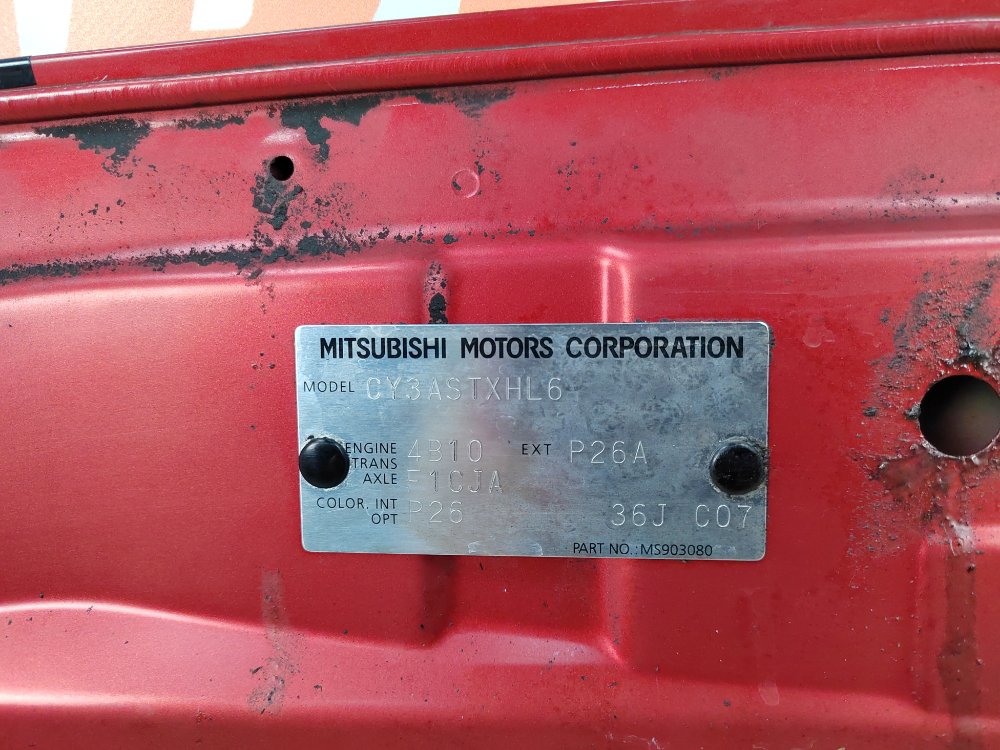 MITSUBISHI MOTORS CORPORATION
MODEL CY3ASTXHL6
ENGINE 4B10 EXT P26A
TRANS
AXLE F1CJA
COLOR, INT P26
OPT 36J C07
PART NO.:MS903080